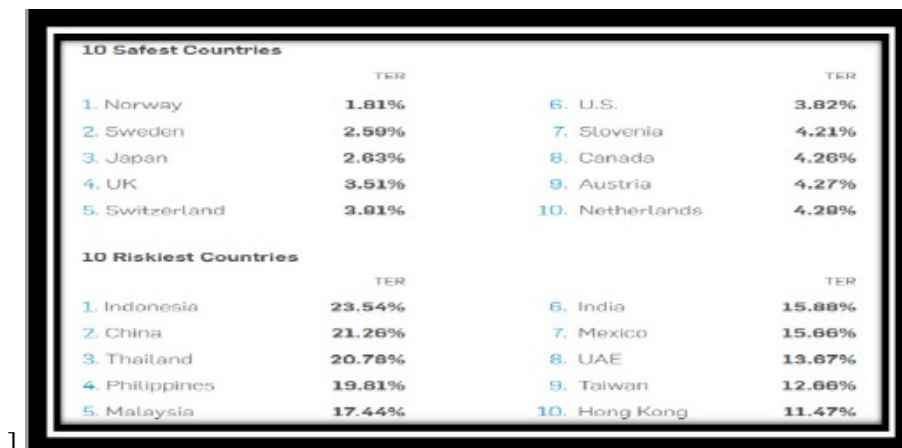 10 Safest Countries
TER TER
1. Norway 1.81% 6. U.S. 3.82%
2. Sweden 2.59% 7. Slovenia 4.21%
3. Japan 2.63% 8. Canada 4.26%
4. UK 3.51% 9. Austria 4.27%
5. Switzerland 3.81% 10. Netherlands 4.28%
10 Riskiest Countries
TER TER
1. Indonesia 23.54% 6. India 15.88%
2. China 21.26% 7. Mexico 15.66%
3. Thailand 20.78% 8. UAE 13.67%
4. Philippines 19.81% 9. Taiwan 12.66%
5. Malaysia 17.44% 10. Hong Kong 11.47%
]